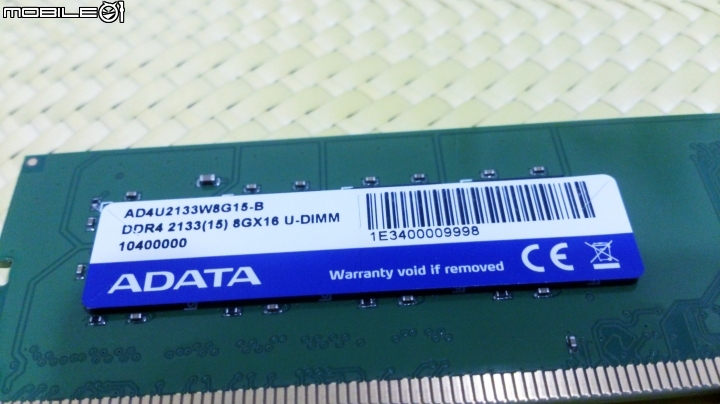 MOBILE01
AD4U2133W8G15-B
DDR4 2133(15) 8GX16 U-DIMM
10400000
1E3400009998
ADATA
Warranty void if removed
CE